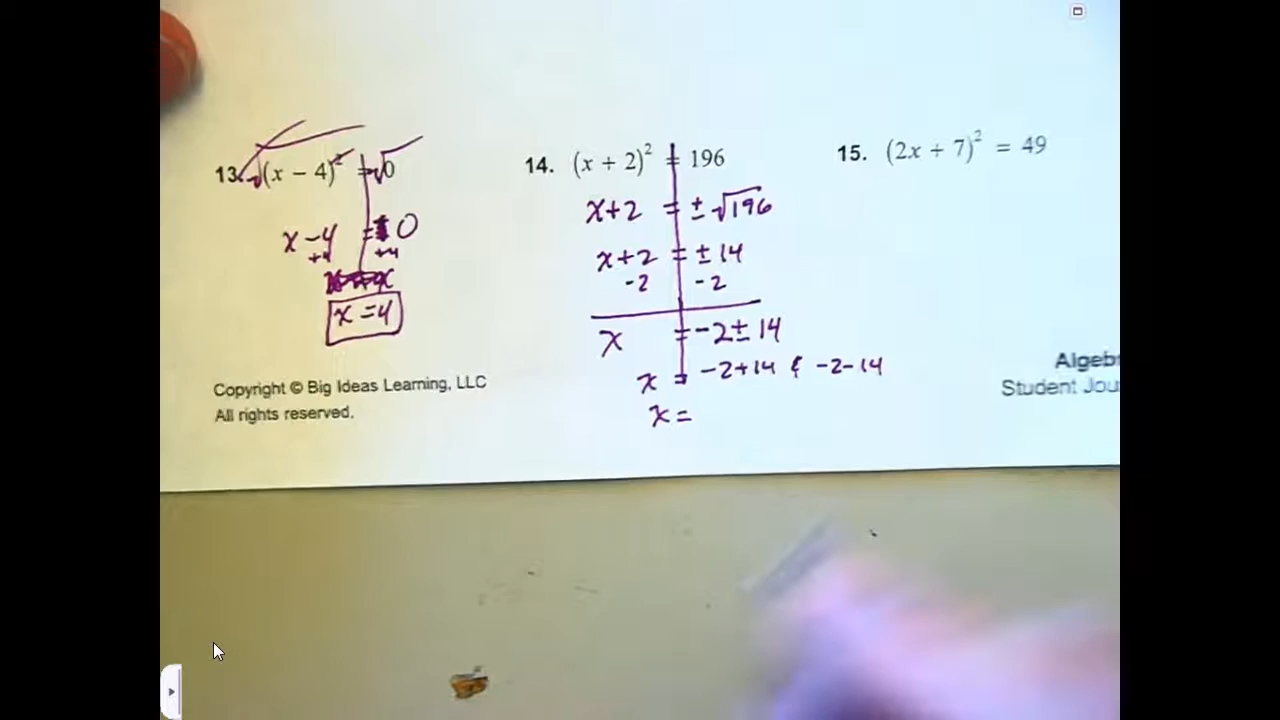 13. √(x − 4)² = √0
x − 4 = 0
+4 +4
x = 4
14. (x + 2)² = 196
x+2 = ± √196
x+2 = ± 14
-2 -2
x = -2 ± 14
x = -2+14 & -2-14
x =
15. (2x + 7)² = 49
Copyright © Big Ideas Learning, LLC
All rights reserved.
Algeb
Student Jou